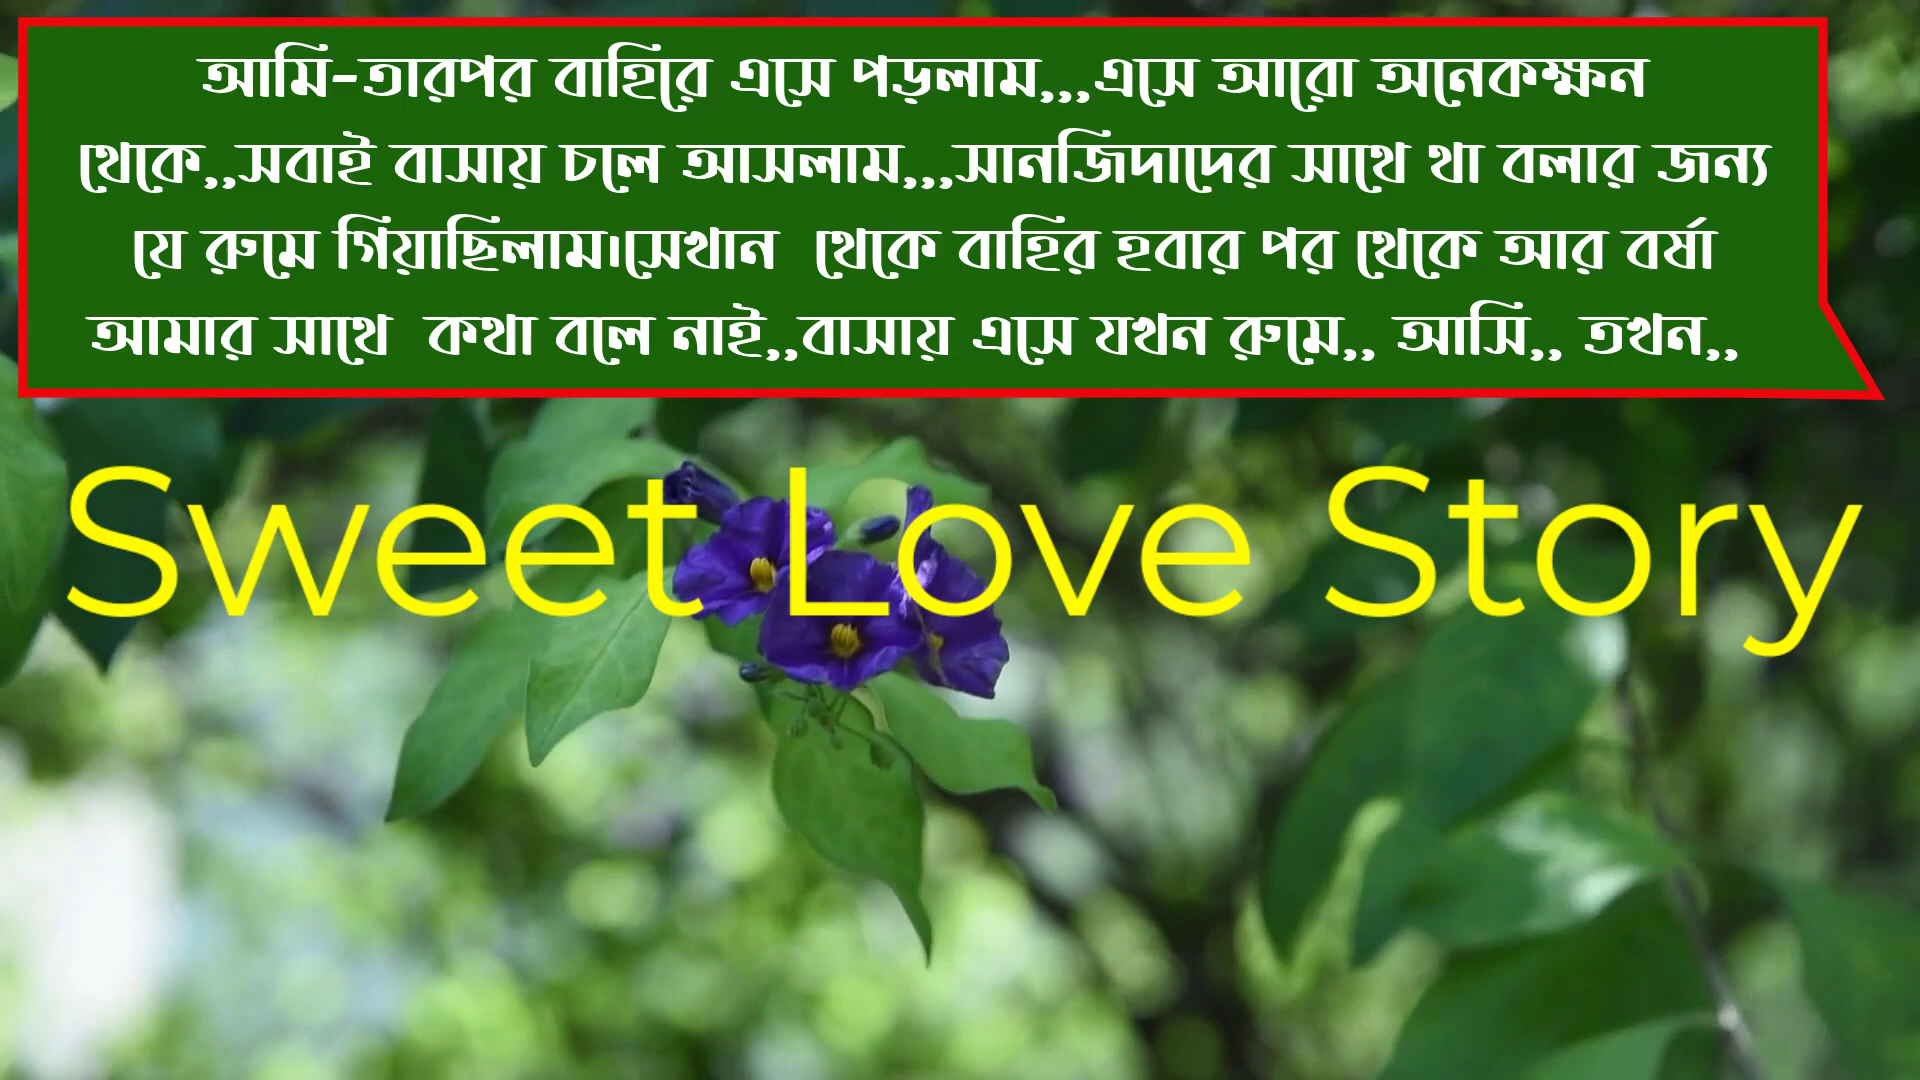 আমি-তারপর বাহিরে এসে পড়লাম,,,এসে আরো অনেকক্ষন
থেকে,,সবাই বাসায় চলে আসলাম,,,সানজিদাদের সাথে থা বলার জন্য
যে রুমে গিয়াছিলাম।সেখান থেকে বাহির হবার পর থেকে আর বর্ষা
আমার সাথে কথা বলে নাই,,বাসায় এসে যখন রুমে,, আসি,, তখন,,
Sweet Love Story